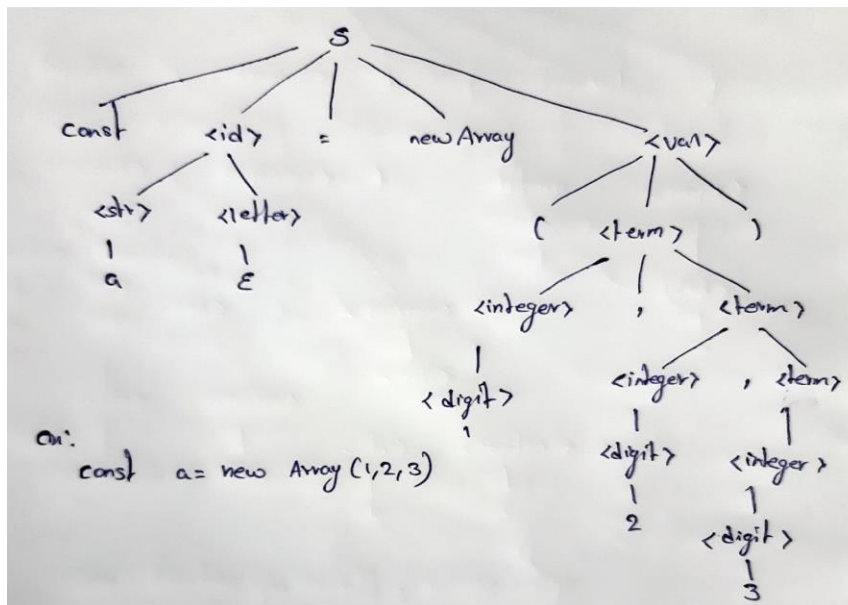 S
const <id> = new Array <val>
<str> <letter> ( <term> )
a ε <integer> , <term>
<digit> <integer> , <term>
1 <digit> <integer>
const a= new Array (1,2,3)
2 <digit>
3